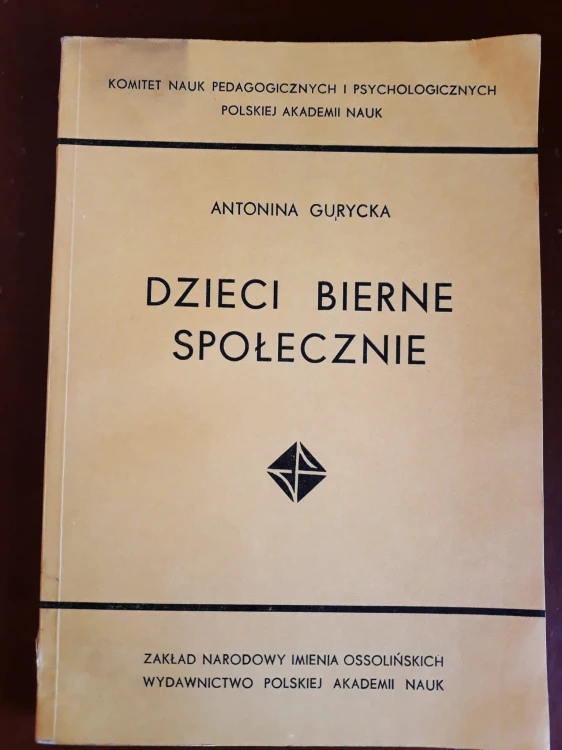 KOMITET NAUK PEDAGOGICZNYCH I PSYCHOLOGICZNYCH
POLSKIEJ AKADEMII NAUK
ANTONINA GURYCKA
DZIECI BIERNE
SPOŁECZNIE
ZAKŁAD NARODOWY IMIENIA OSSOLIŃSKICH
WYDAWNICTWO POLSKIEJ AKADEMII NAUK